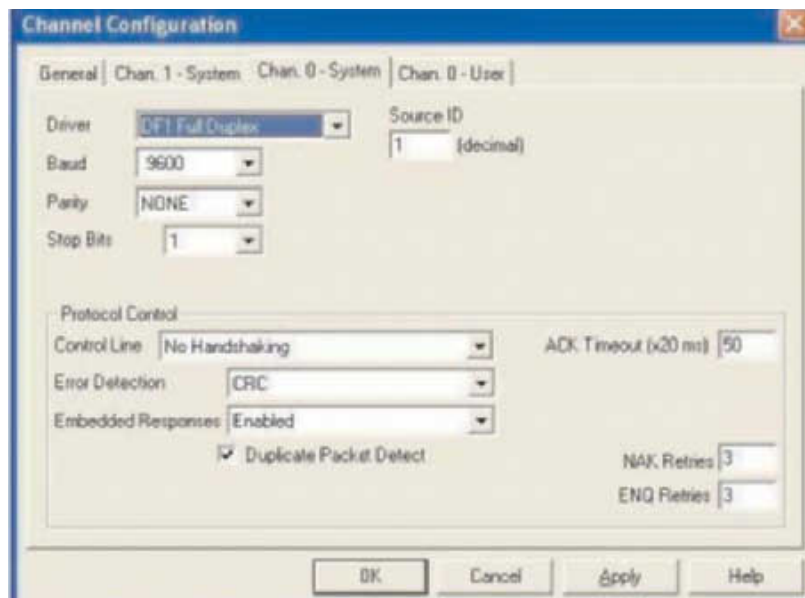 Channel Configuration
General Chan. 1 - System Chan. 0 - System Chan. 0 - User
Driver DF1 Full Duplex
Source ID
1 (decimal)
Baud 9600
Parity NONE
Stop Bits 1
Protocol Control
Control Line No Handshaking ACK Timeout (x20 ms) 50
Error Detection CRC
Embedded Responses Enabled
Duplicate Packet Detect
NAK Retries 3
ENQ Retries 3
OK Cancel Apply Help